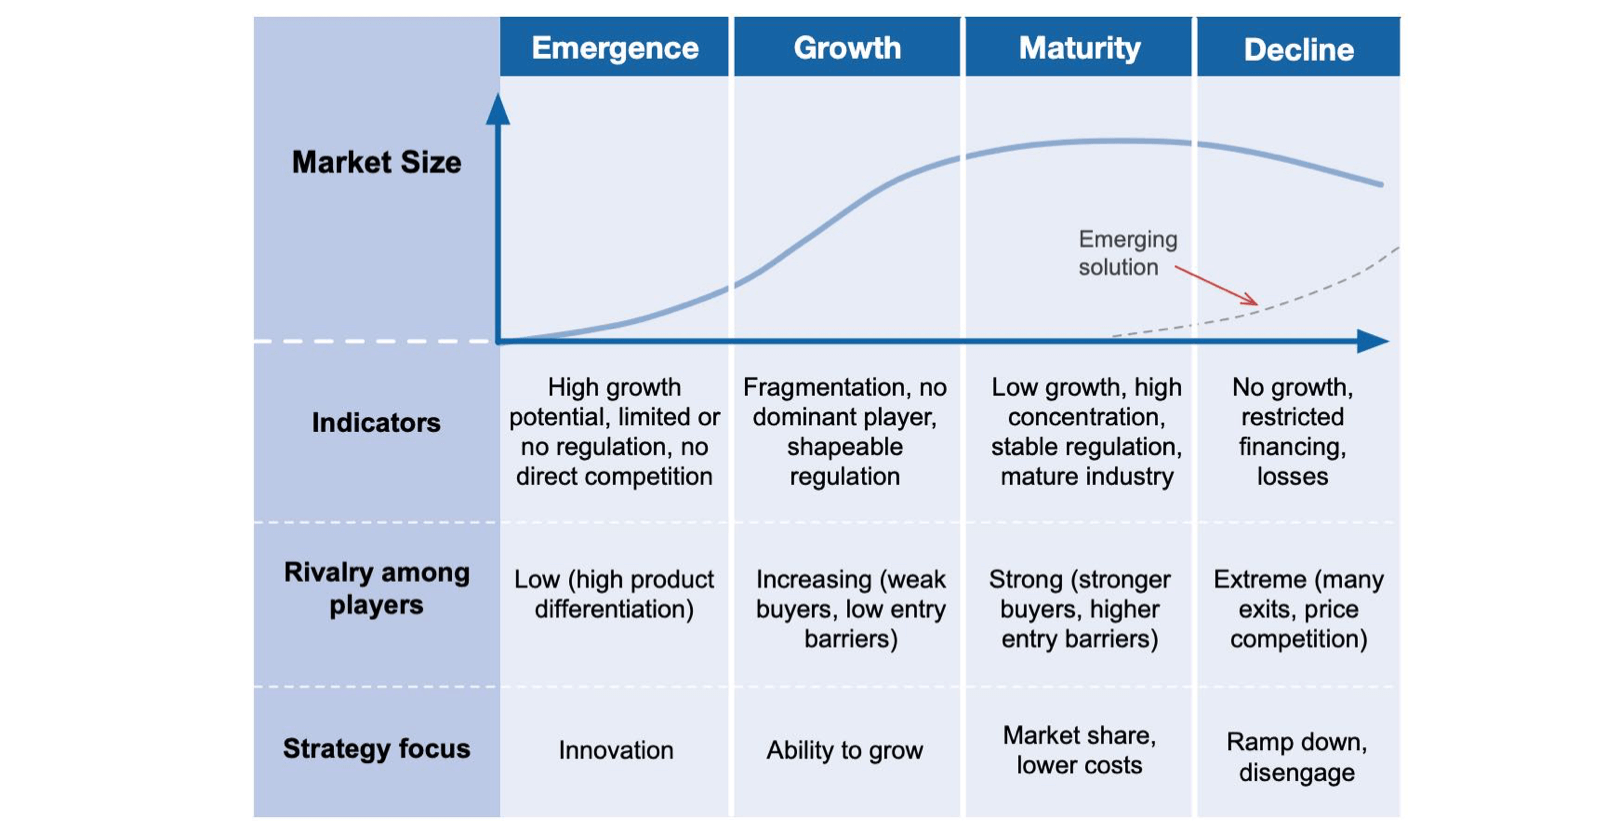 Emergence
Growth
Maturity
Decline
Market Size
Emerging
solution
Indicators
High growth
potential, limited or
no regulation, no
direct competition
Fragmentation, no
dominant player,
shapeable
regulation
Low growth, high
concentration,
stable regulation,
mature industry
No growth,
restricted
financing,
losses
Rivalry among
players
Low (high product
differentiation)
Increasing (weak
buyers, low entry
barriers)
Strong (stronger
buyers, higher
entry barriers)
Extreme (many
exits, price
competition)
Strategy focus
Innovation
Ability to grow
Market share,
lower costs
Ramp down,
disengage